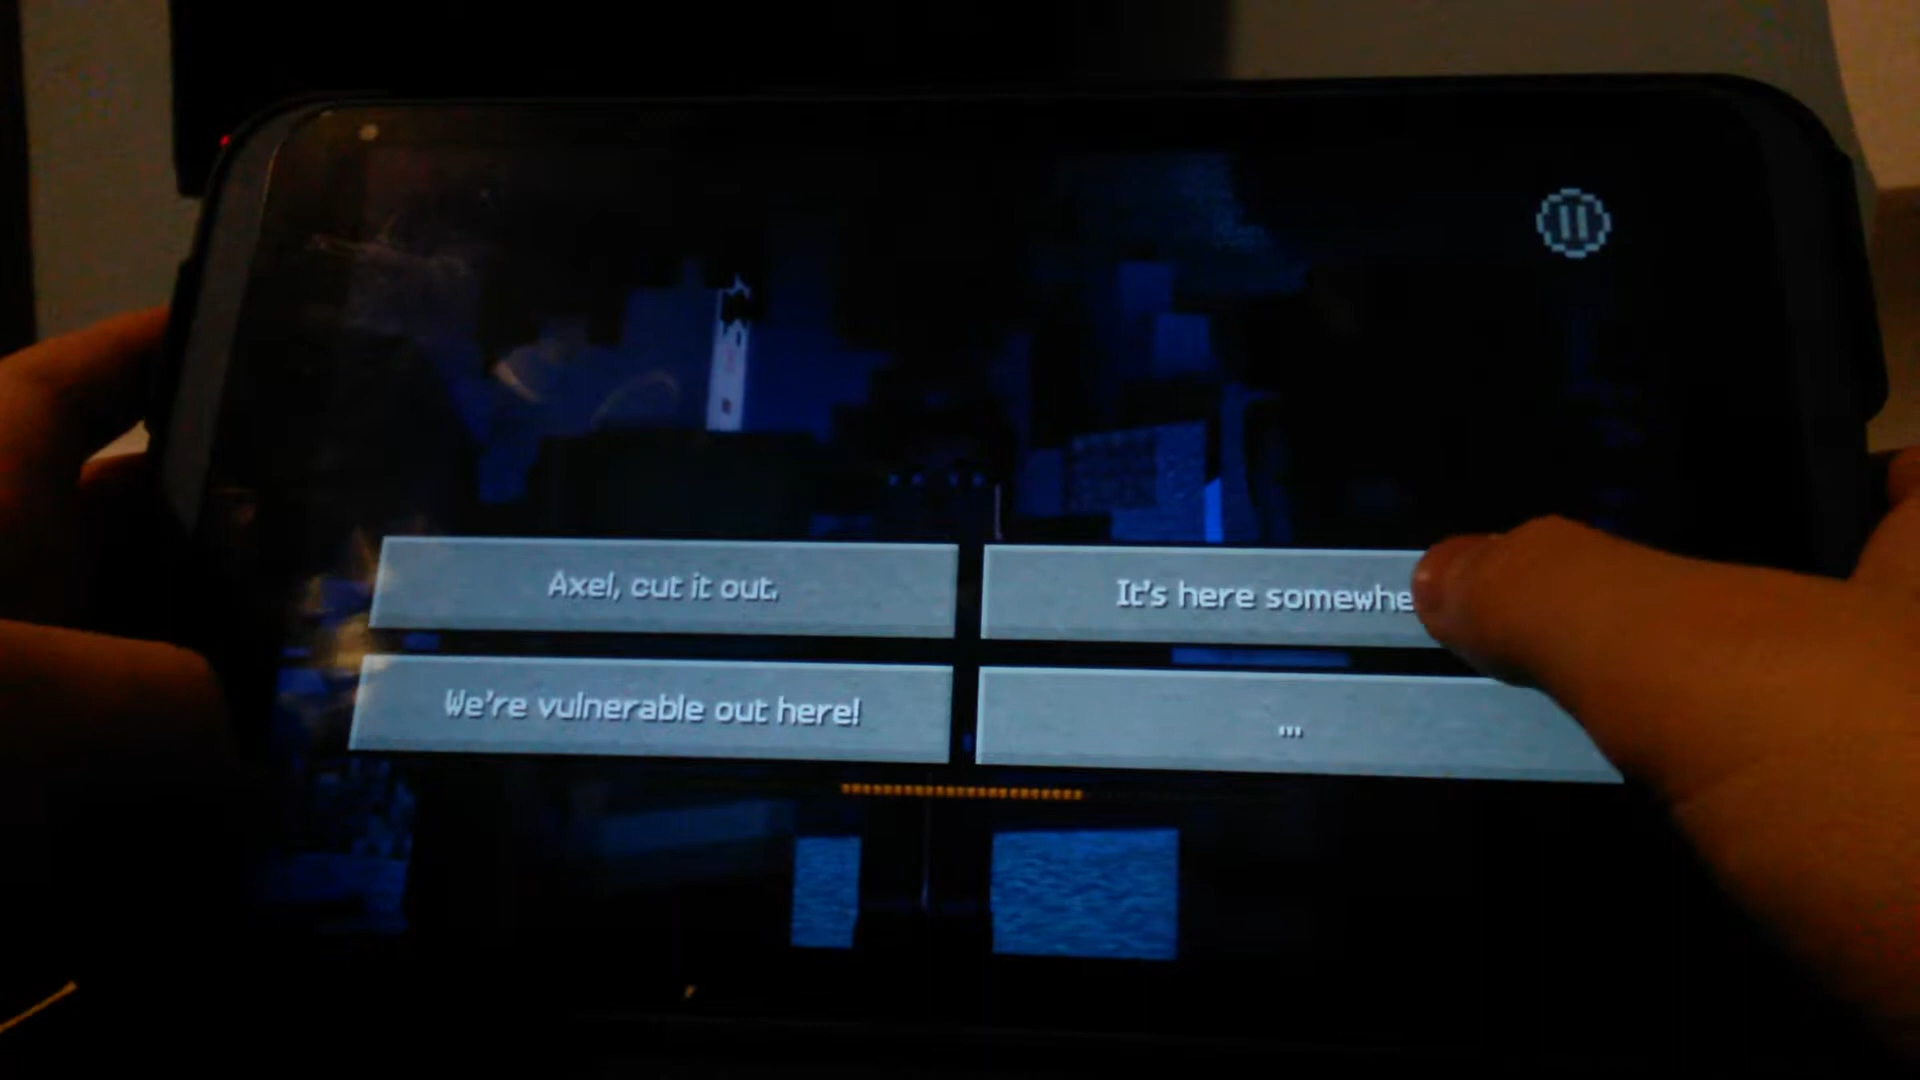 Axel, cut it out.
It's here somewhe
We're vulnerable out here!
...